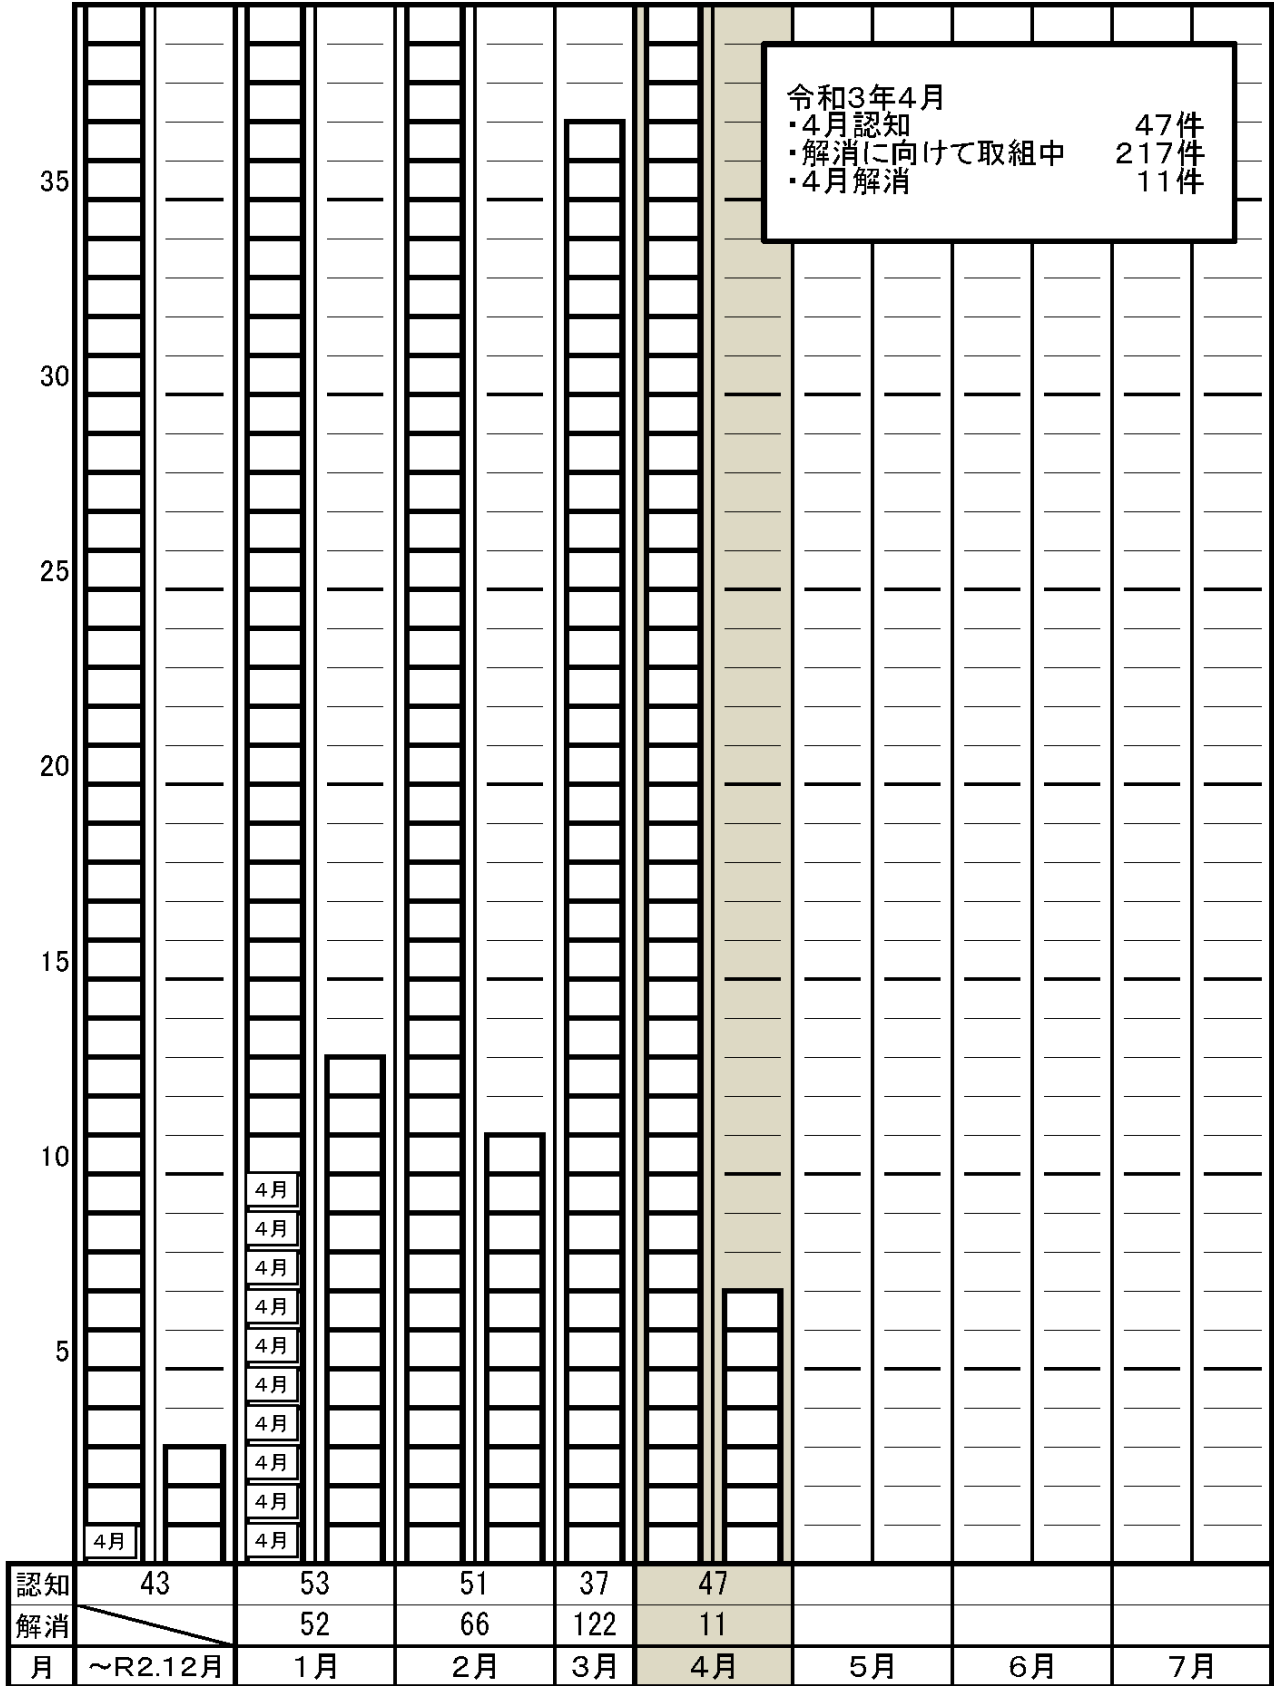 令和3年4月
・4月認知 47件
・解消に向けて取組中 217件
・4月解消 11件
35
30
25
20
15
10
5
4月
4月
4月
4月
4月
4月
4月
4月
4月
4月
4月
認知 43 53 51 37 47
解消 52 66 122 11
月 ～R2.12月 1月 2月 3月 4月 5月 6月 7月